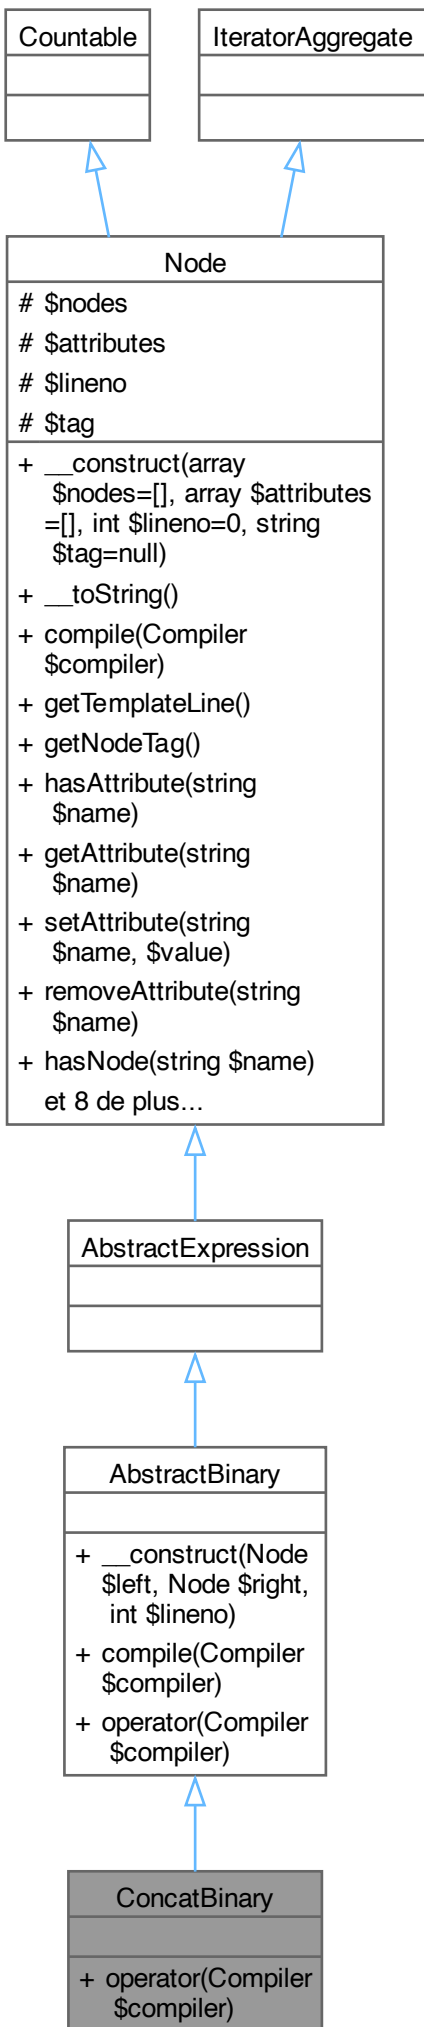 Countable
IteratorAggregate
Node
# $nodes
# $attributes
# $lineno
# $tag
+ __construct(array
$nodes=[], array $attributes
=[], int $lineno=0, string
$tag=null)
+ __toString()
+ compile(Compiler
$compiler)
+ getTemplateLine()
+ getNodeTag()
+ hasAttribute(string
$name)
+ getAttribute(string
$name)
+ setAttribute(string
$name, $value)
+ removeAttribute(string
$name)
+ hasNode(string $name)
et 8 de plus...
AbstractExpression
AbstractBinary
+ __construct(Node
$left, Node $right,
int $lineno)
+ compile(Compiler
$compiler)
+ operator(Compiler
$compiler)
ConcatBinary
+ operator(Compiler
$compiler)